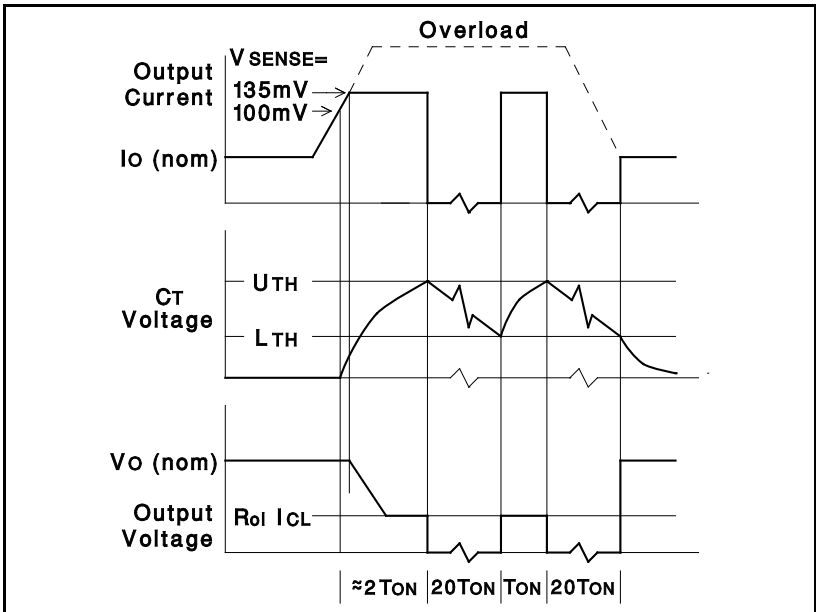 Overload
VSENSE=
Output
Current
135mV
100mV
IO (nom)
UTH
CT
Voltage
LTH
VO (nom)
Output
Voltage
Rol ICL
≈2TON
20TON
TON
20TON